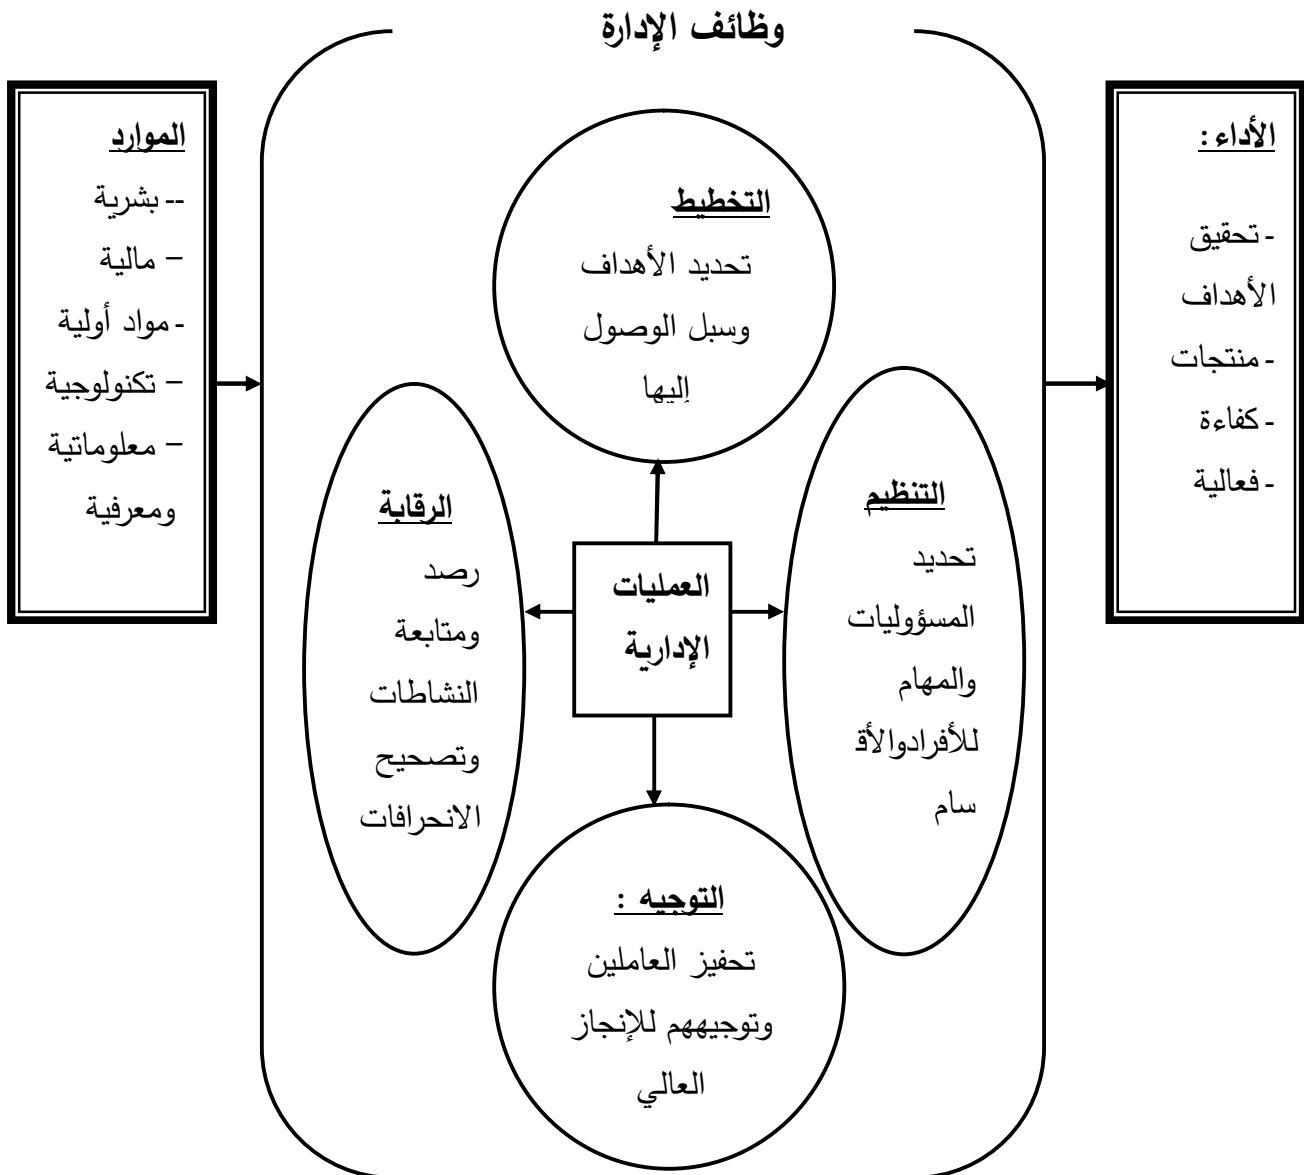 وظائف الإدارة
الأداء :
- تحقيق
الأهداف
- منتجات
- كفاءة
- فعالية
التخطيط
تحديد الأهداف
وسبل الوصول
إليها
التنظيم
تحديد
المسؤوليات
والمهام
للأفرادوالأق
سام
العمليات
الإدارية
الرقابة
رصد
ومتابعة
النشاطات
وتصحيح
الانحرافات
التوجيه :
تحفيز العاملين
وتوجيههم للإنجاز
العالي
الموارد
-- بشرية
– مالية
- مواد أولية
– تكنولوجية
– معلوماتية
ومعرفية